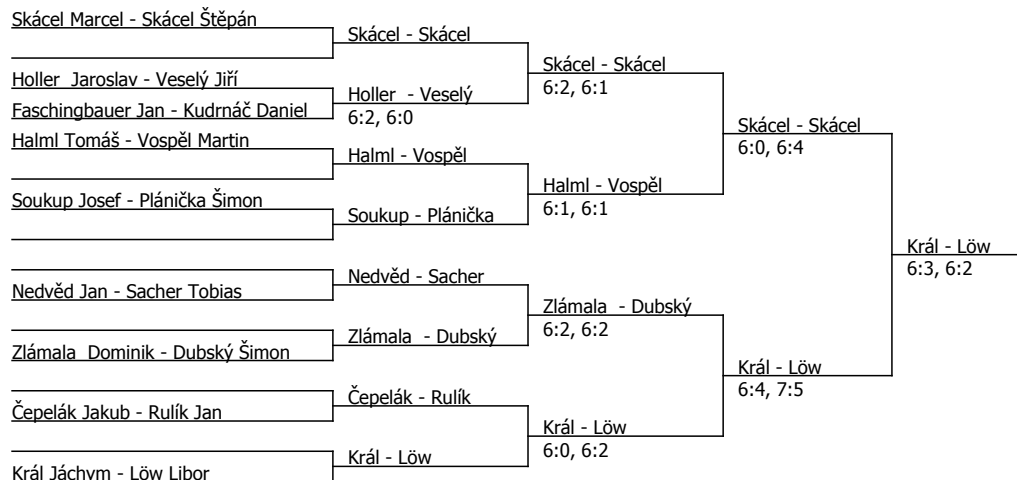 Skácel Marcel - Skácel Štěpán
Holler  Jaroslav - Veselý Jiří
Faschingbauer Jan - Kudrnáč Daniel
Halml Tomáš - Vospěl Martin
Soukup Josef - Plánička Šimon
Nedvěd Jan - Sacher Tobias
Zlámala  Dominik - Dubský Šimon
Čepelák Jakub - Rulík Jan
Král Jáchym - Löw Libor
Skácel - Skácel
Holler  - Veselý
6:2, 6:0
Halml - Vospěl
Soukup - Plánička
Nedvěd - Sacher
Zlámala  - Dubský
Čepelák - Rulík
Král - Löw
Skácel - Skácel
6:2, 6:1
Halml - Vospěl
6:1, 6:1
Zlámala  - Dubský
6:2, 6:2
Král - Löw
6:0, 6:2
Skácel - Skácel
6:0, 6:4
Král - Löw
6:4, 7:5
Král - Löw
6:3, 6:2